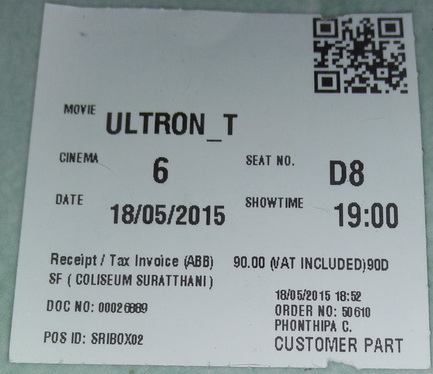 MOVIE ULTRON_T
CINEMA 6 SEAT NO. D8
DATE 18/05/2015 SHOWTIME 19:00
Receipt / Tax Invoice (ABB) 90.00 (VAT INCLUDED)90D
SF ( COLISEUM SURATTHANI )
18/05/2015 18:52
DOC NO: 00026889 ORDER NO: 50610
PHONTHIPA C.
POS ID: SRIBOX02 CUSTOMER PART